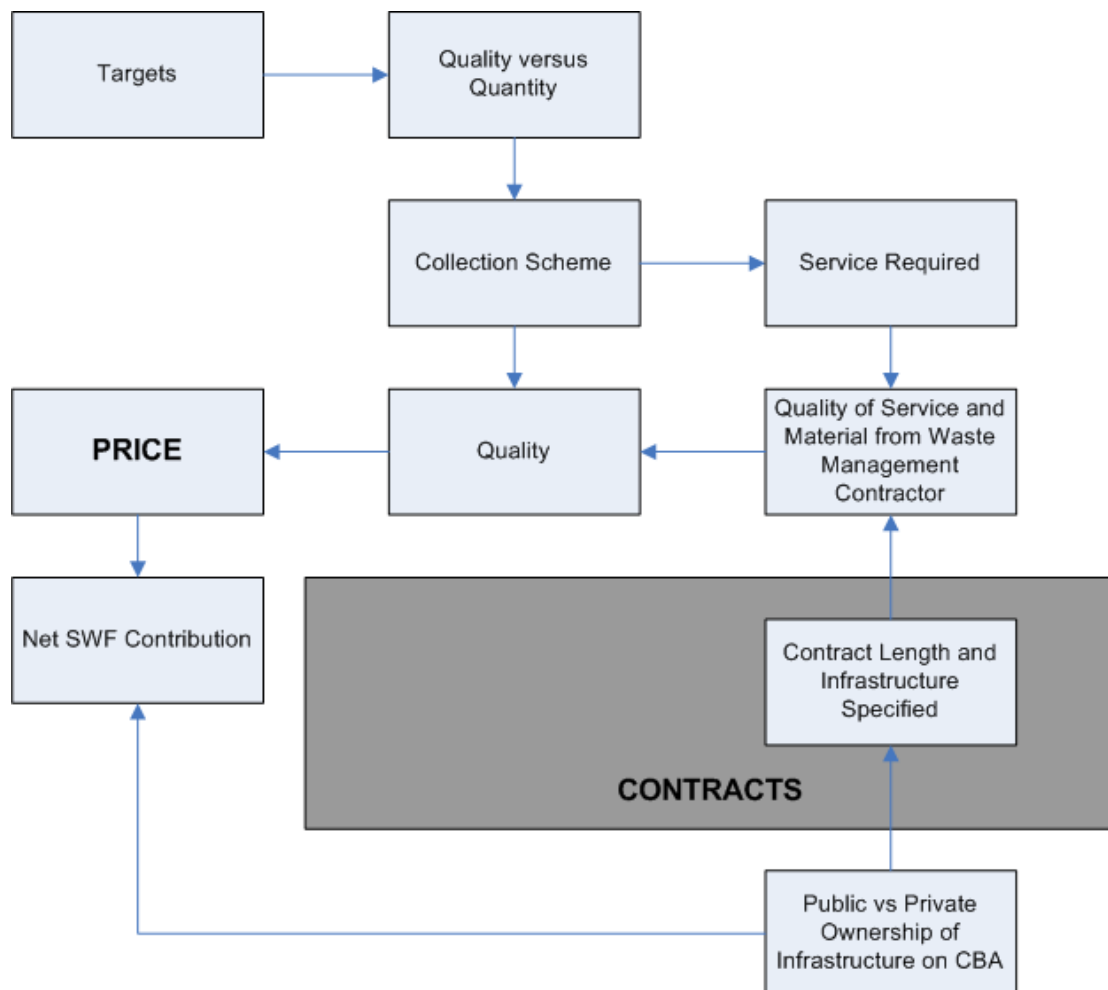 Targets
Quality versus
Quantity
Collection Scheme
Service Required
PRICE
Quality
Quality of Service and
Material from Waste
Management
Contractor
Net SWF Contribution
Contract Length and
Infrastructure
Specified
CONTRACTS
Public vs Private
Ownership of
Infrastructure on CBA